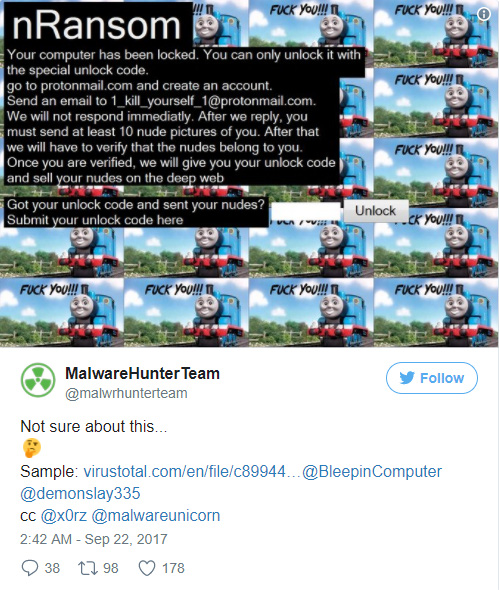 nRansom
FUCK YOU!!!
FUCK YOU!!!
Your computer has been locked. You can only unlock it with
the special unlock code.
go to protonmail.com and create an account.
Send an email to 1_kill_yourself_1@protonmail.com.
We will not respond immediatly. After we reply, you
must send at least 10 nude pictures of you. After that
we will have to verify that the nudes belong to you.
Once you are verified, we will give you your unlock code
and sell your nudes on the deep web
FUCK YOU!!!
FUCK YOU!!!
Got your unlock code and sent your nudes?
Submit your unlock code here
Unlock
FUCK YOU!!! FUCK YOU!!! FUCK YOU!!! FUCK YOU!!!
MalwareHunterTeam
@malwrhunterteam
Follow
Not sure about this...
🤔
Sample: virustotal.com/en/file/c89944… @BleepinComputer
@demonslay335
cc @x0rz @malwareunicorn
2:42 AM - Sep 22, 2017
38 98 178